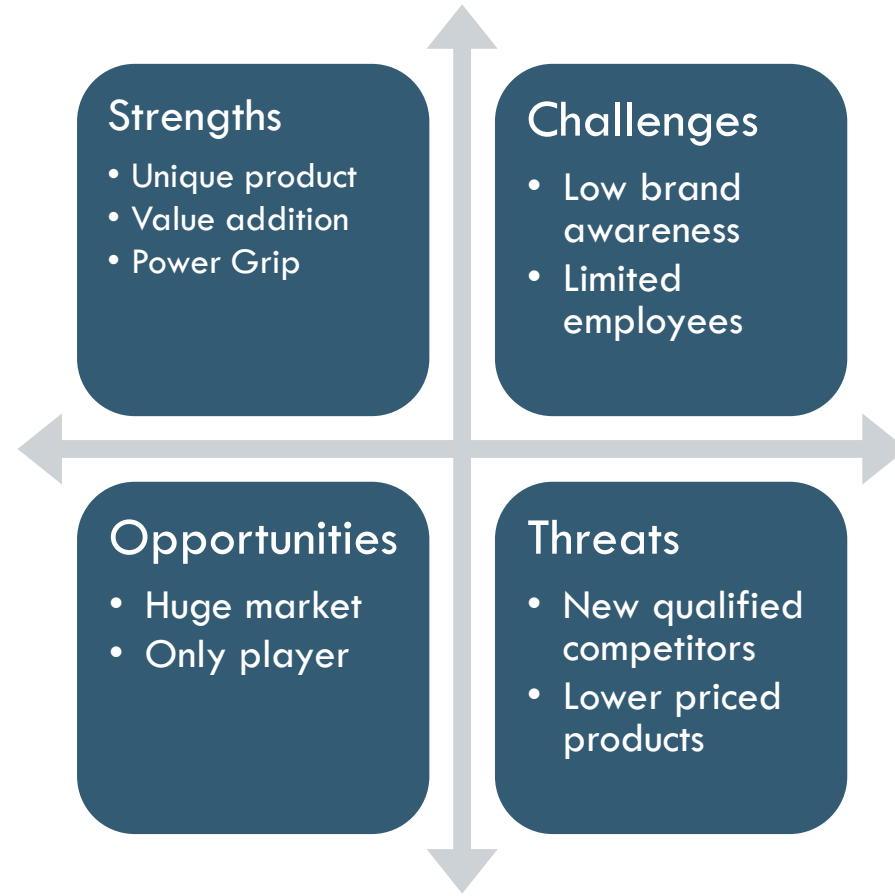 Strengths
• Unique product
• Value addition
• Power Grip
Challenges
• Low brand
awareness
• Limited
employees
Opportunities
• Huge market
• Only player
Threats
• New qualified
competitors
• Lower priced
products